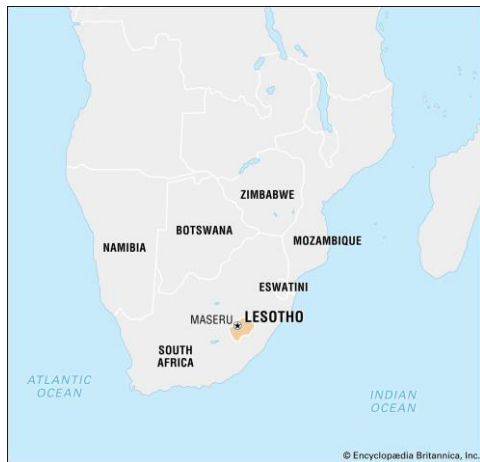 ZIMBABWE
BOTSWANA
NAMIBIA
MOZAMBIQUE
ESWATINI
MASERU
LESOTHO
SOUTH
AFRICA
ATLANTIC
OCEAN
INDIAN
OCEAN
© Encyclopædia Britannica, Inc.